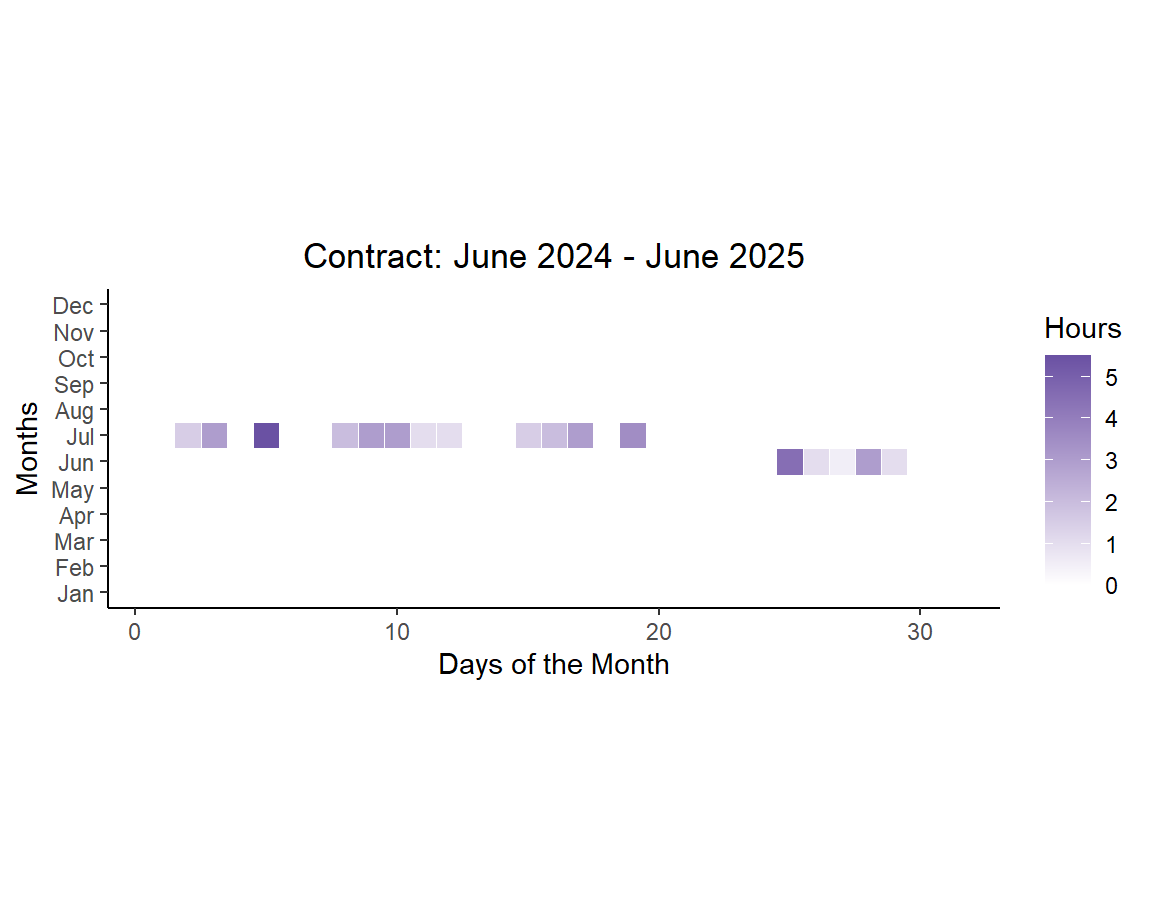 Contract: June 2024 - June 2025
Months
Dec
Nov
Oct
Sep
Aug
Jul
Jun
May
Apr
Mar
Feb
Jan
0 10 20 30
Days of the Month
Hours
5
4
3
2
1
0